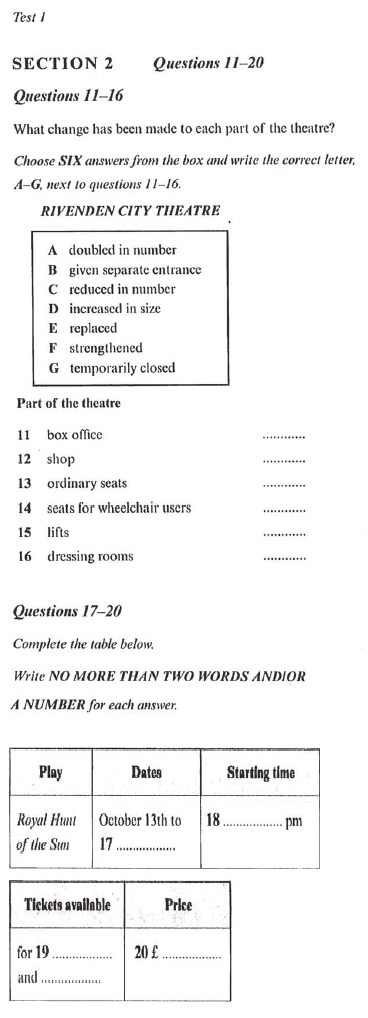 Test 1
SECTION 2 Questions 11–20
Questions 11–16
What change has been made to each part of the theatre?
Choose SIX answers from the box and write the correct letter,
A–G, next to questions 11–16.
RIVENDEN CITY THEATRE
A doubled in number
B given separate entrance
C reduced in number
D increased in size
E replaced
F strengthened
G temporarily closed
Part of the theatre
11 box office ............
12 shop ............
13 ordinary seats ............
14 seats for wheelchair users ............
15 lifts ............
16 dressing rooms ............
Questions 17–20
Complete the table below.
Write NO MORE THAN TWO WORDS AND/OR
A NUMBER for each answer.
Play Dates Starting time
Royal Hunt October 13th to 18 .................. pm
of the Sun 17 ..................
Tickets available Price
for 19 .................. 20 £ ..................
and ..................